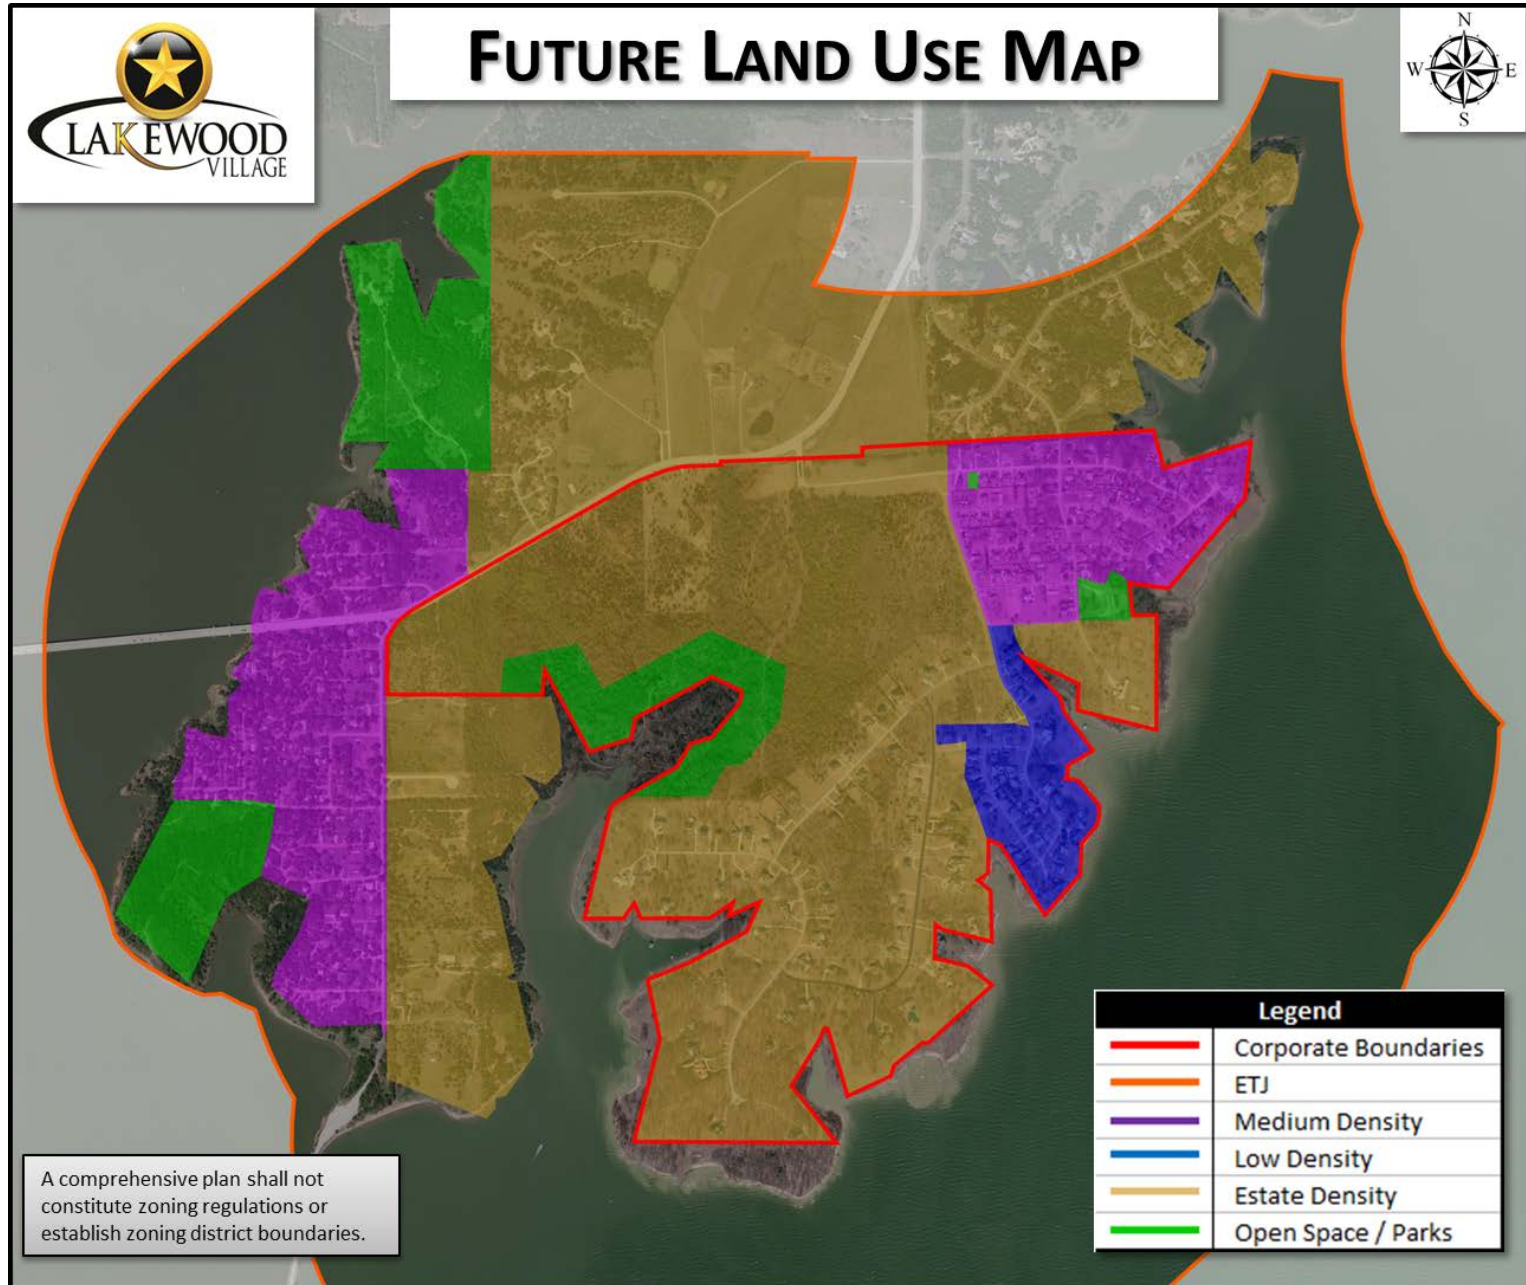 FUTURE LAND USE MAP
LAKEWOOD
VILLAGE
N
W E
S
Legend
Corporate Boundaries
ETJ
Medium Density
Low Density
Estate Density
Open Space / Parks
A comprehensive plan shall not
constitute zoning regulations or
establish zoning district boundaries.